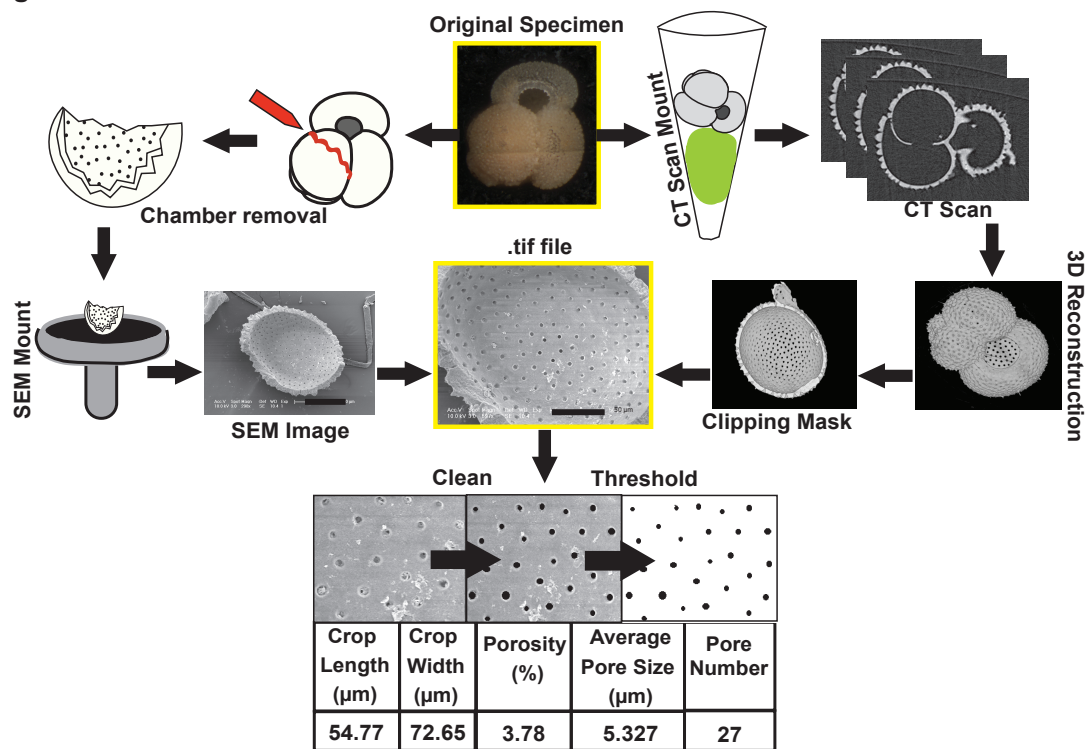 Original Specimen
CT Scan Mount
Chamber removal
CT Scan
.tif file
3D Reconstruction
SEM Mount
SEM Image
Clipping Mask
50 µm
Clean
Threshold
Crop Length (µm)
Crop Width (µm)
Porosity (%)
Average Pore Size (µm)
Pore Number
54.77
72.65
3.78
5.327
27